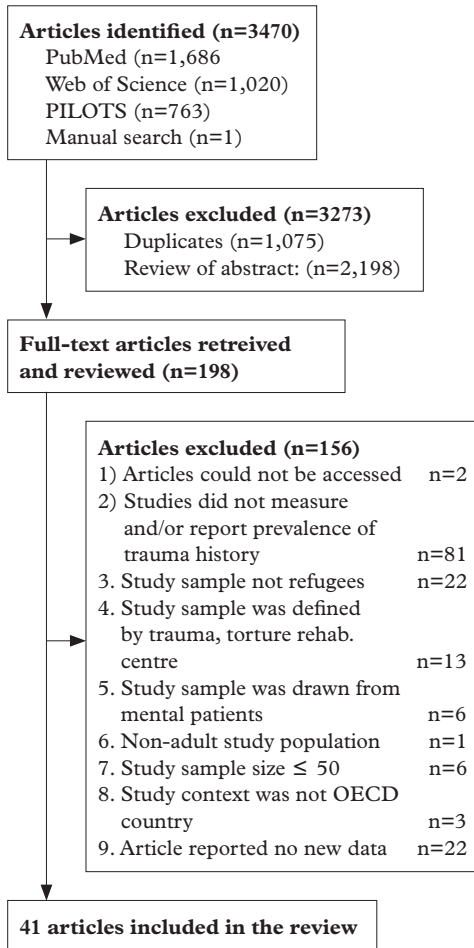 Articles identified (n=3470)
PubMed (n=1,686
Web of Science (n=1,020)
PILOTS (n=763)
Manual search (n=1)
Articles excluded (n=3273)
Duplicates (n=1,075)
Review of abstract: (n=2,198)
Full-text articles retreived
and reviewed (n=198)
Articles excluded (n=156)
1) Articles could not be accessed n=2
2) Studies did not measure
and/or report prevalence of
trauma history n=81
3. Study sample not refugees n=22
4. Study sample was defined
by trauma, torture rehab.
centre n=13
5. Study sample was drawn from
mental patients n=6
6. Non-adult study population n=1
7. Study sample size ≤ 50 n=6
8. Study context was not OECD
country n=3
9. Article reported no new data n=22
41 articles included in the review